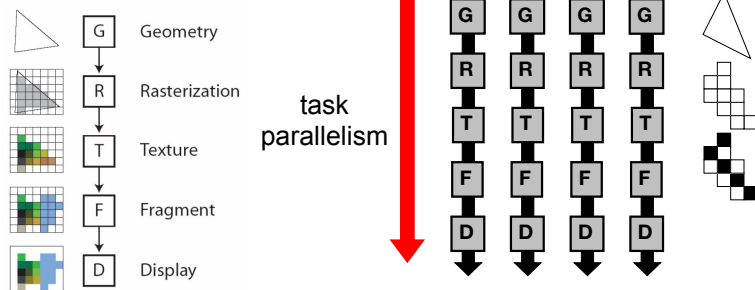 G Geometry
R Rasterization
T Texture
F Fragment
D Display
task
parallelism
G G G G
R R R R
T T T T
F F F F
D D D D